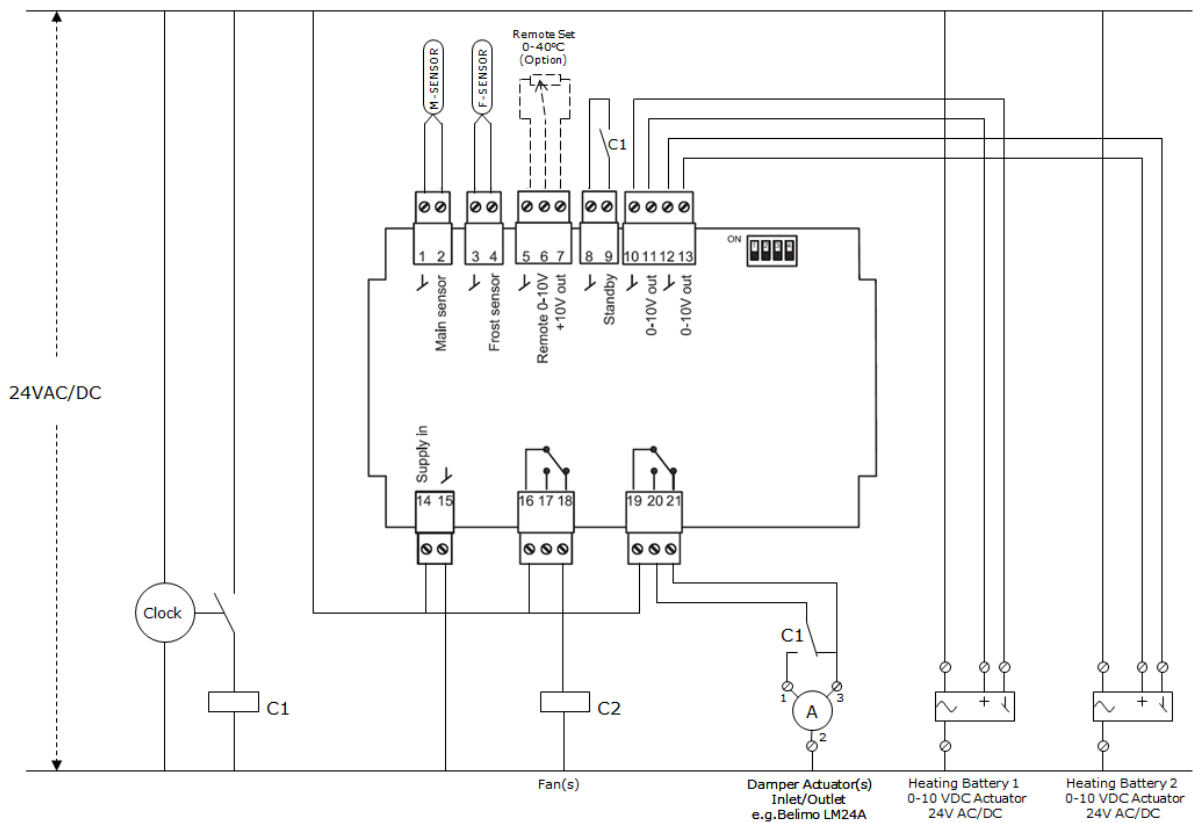 Remote Set
0-40ºC
(Option)
M-SENSOR
F-SENSOR
C1
1 2
3 4
5 6 7
8 9
10 11 12 13
ON
1 2 3 4
Main sensor
Frost sensor
Remote 0-10V
+10V out
Standby
0-10V out
0-10V out
24VAC/DC
Supply in
14 15
16 17 18
19 20 21
Clock
C1
C1
C2
1
3
A
2
+
+
Fan(s)
Damper Actuator(s)
Inlet/Outlet
e.g.Belimo LM24A
Heating Battery 1
0-10 VDC Actuator
24V AC/DC
Heating Battery 2
0-10 VDC Actuator
24V AC/DC